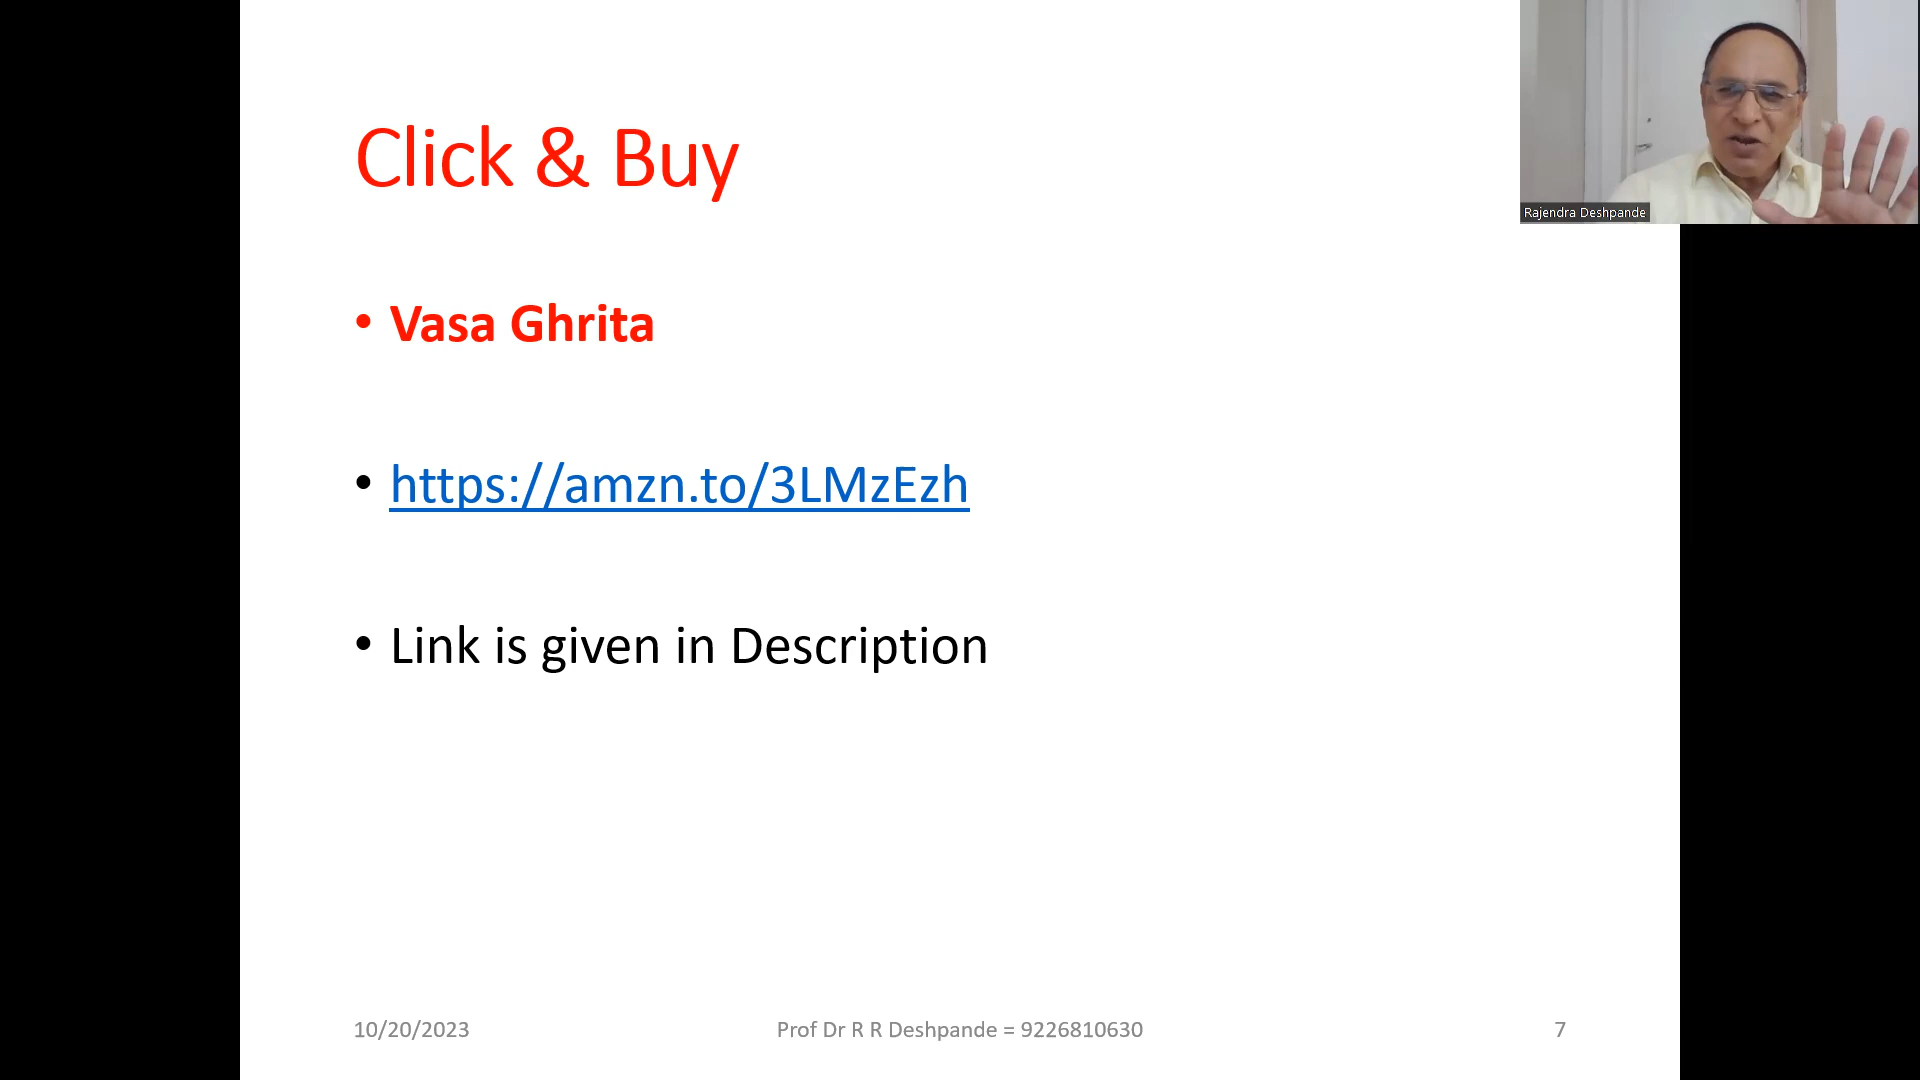 Click & Buy
Rajendra Deshpande
• Vasa Ghrita
• https://amzn.to/3LMzEzh
• Link is given in Description
10/20/2023
Prof Dr R R Deshpande = 9226810630
7